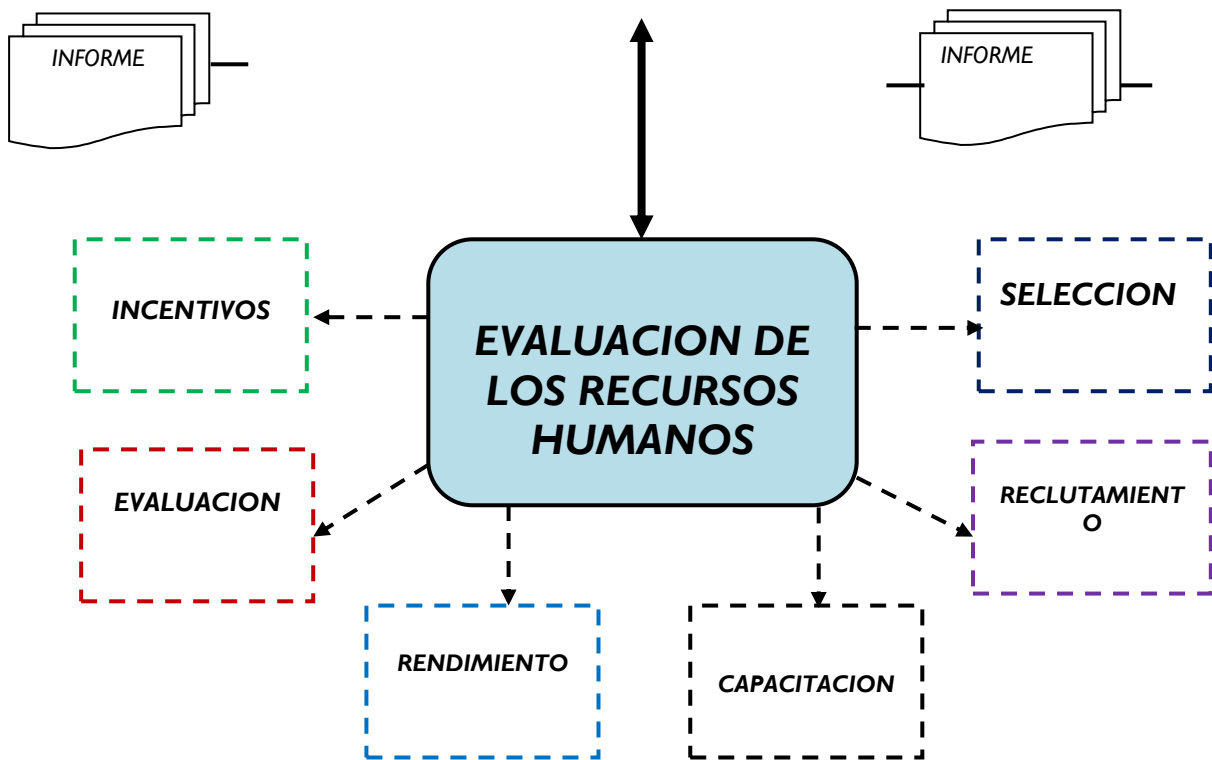 INFORME
INFORME
INCENTIVOS
EVALUACION DE
LOS RECURSOS
HUMANOS
SELECCION
EVALUACION
RECLUTAMIENT
O
RENDIMIENTO
CAPACITACION